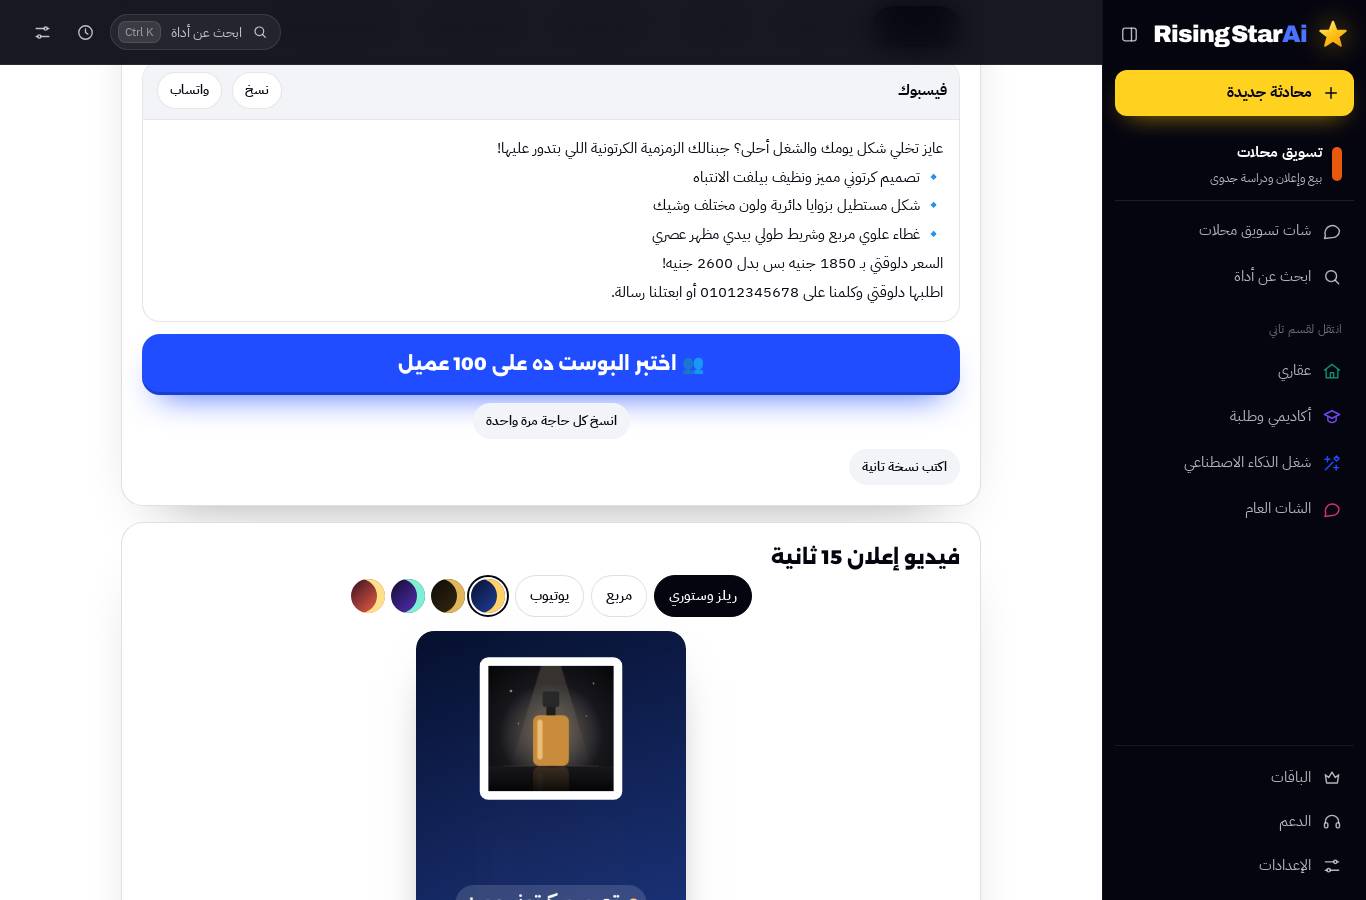 RisingStarAi
محادثة جديدة
تسويق محلات
بيع وإعلان ودراسة جدوى
شات تسويق محلات
ابحث عن أداة
انتقل لقسم تاني
عقاري
أكاديمي وطلبة
شغل الذكاء الاصطناعي
الشات العام
الباقات
الدعم
الإعدادات
ابحث عن أداة Ctrl K
فيسبوك
نسخ
واتساب
عايز تخلي شكل يومك والشغل أحلى؟ جبنالك الزمزمية الكرتونية اللي بتدور عليها!
🔹 تصميم كرتوني مميز ونظيف بيلفت الانتباه
🔹 شكل مستطيل بزوايا دائرية ولون مختلف وشيك
🔹 غطاء علوي مربع وشريط طولي بيدي مظهر عصري
السعر دلوقتي بـ 1850 جنيه بس بدل 2600 جنيه!
اطلبها دلوقتي وكلمنا على 01012345678 أو ابعتلنا رسالة.
👥 اختبر البوست ده على 100 عميل
انسخ كل حاجة مرة واحدة
اكتب نسخة تانية
فيديو إعلان 15 ثانية
ريلز وستوري
مربع
يوتيوب